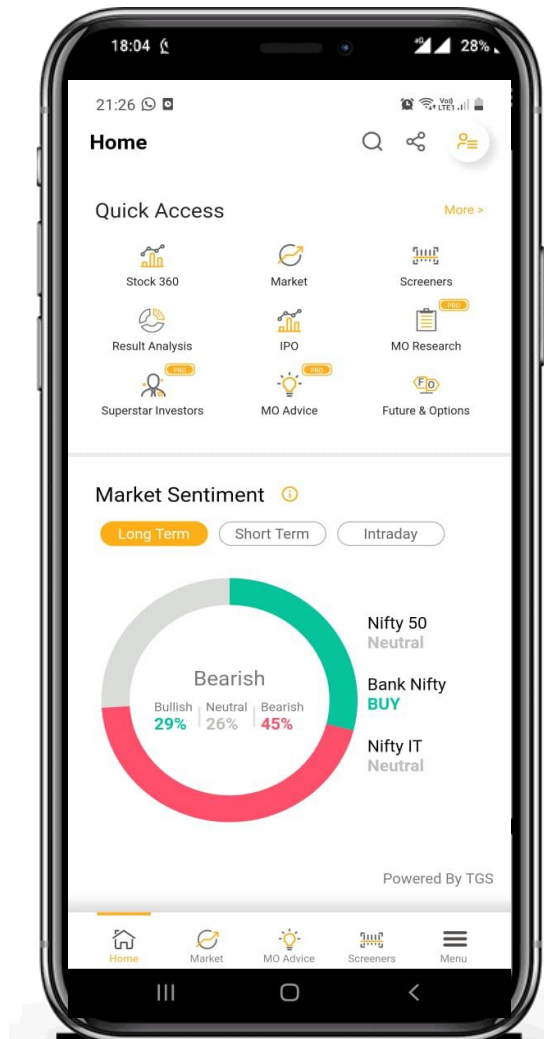 18:04
4G
28%
21:26
Vo))
LTE1
Home
Quick Access
More >
Stock 360
Market
Screeners
PRO
Result Analysis
IPO
MO Research
PRO
PRO
F O
Superstar Investors
MO Advice
Future & Options
Market Sentiment
Long Term
Short Term
Intraday
Bearish
Bullish
Neutral
Bearish
29%
26%
45%
Nifty 50
Neutral
Bank Nifty
BUY
Nifty IT
Neutral
Powered By TGS
Home
Market
MO Advice
Screeners
Menu